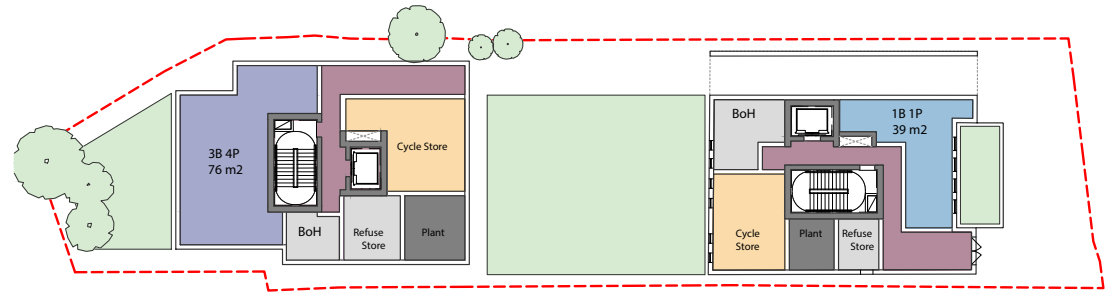 3B 4P
76 m2
Cycle Store
BoH
Refuse
Store
Plant
BoH
1B 1P
39 m2
Cycle
Store
Plant
Refuse
Store